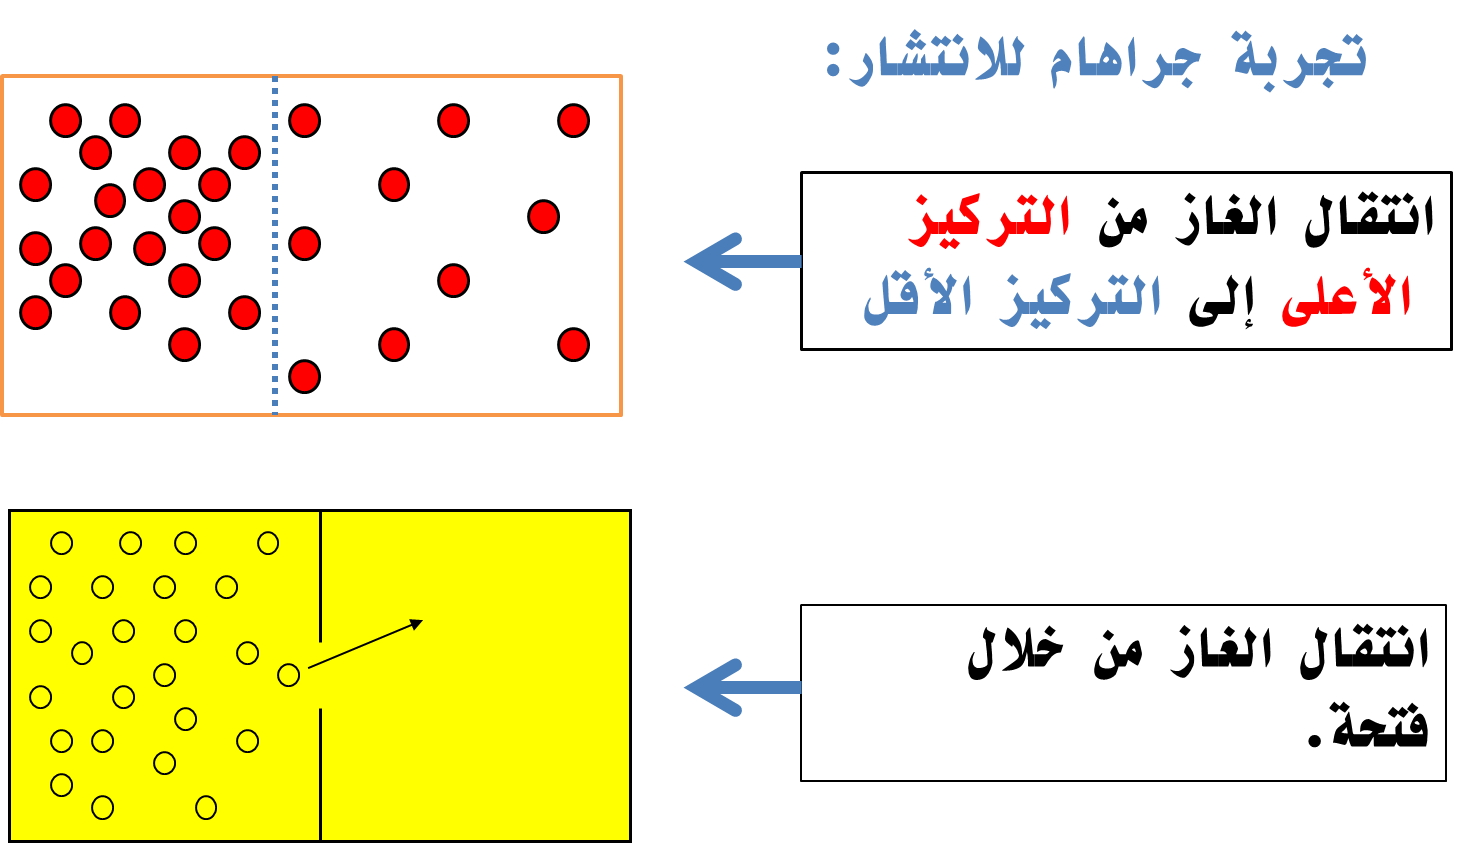 تجربة جراهام للانتشار:
انتقال الغاز من التركيز
الأعلى إلى التركيز الأقل
انتقال الغاز من خلال
فتحة.